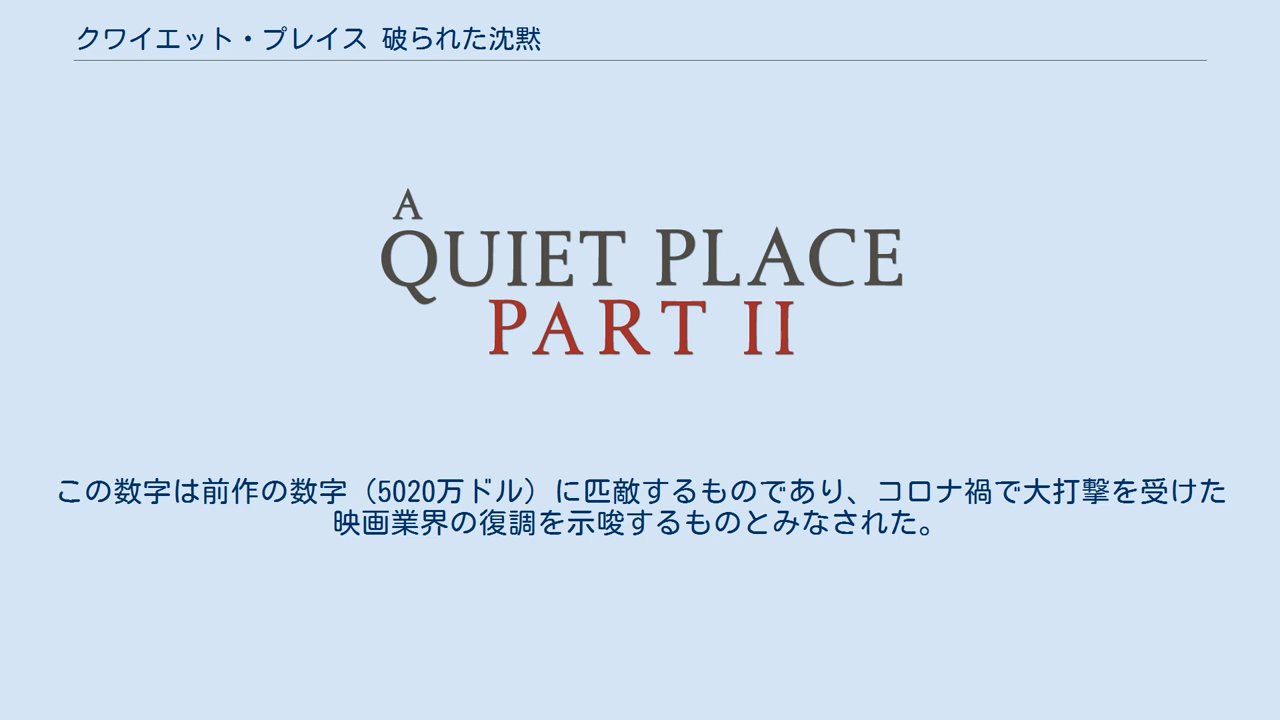 クワイエット・プレイス 破られた沈黙
A
QUIET PLACE
PART II
この数字は前作の数字（5020万ドル）に匹敵するものであり、コロナ禍で大打撃を受けた
映画業界の復調を示唆するものとみなされた。